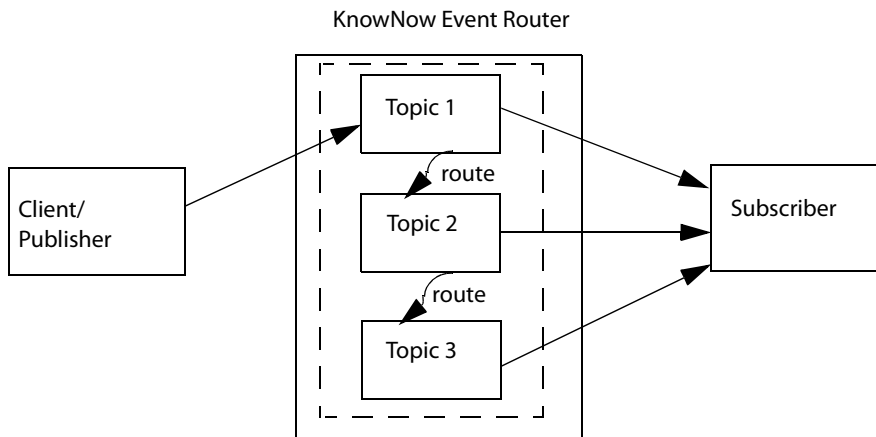 KnowNow Event Router
Topic 1
route
Client/
Publisher
Topic 2
Subscriber
route
Topic 3